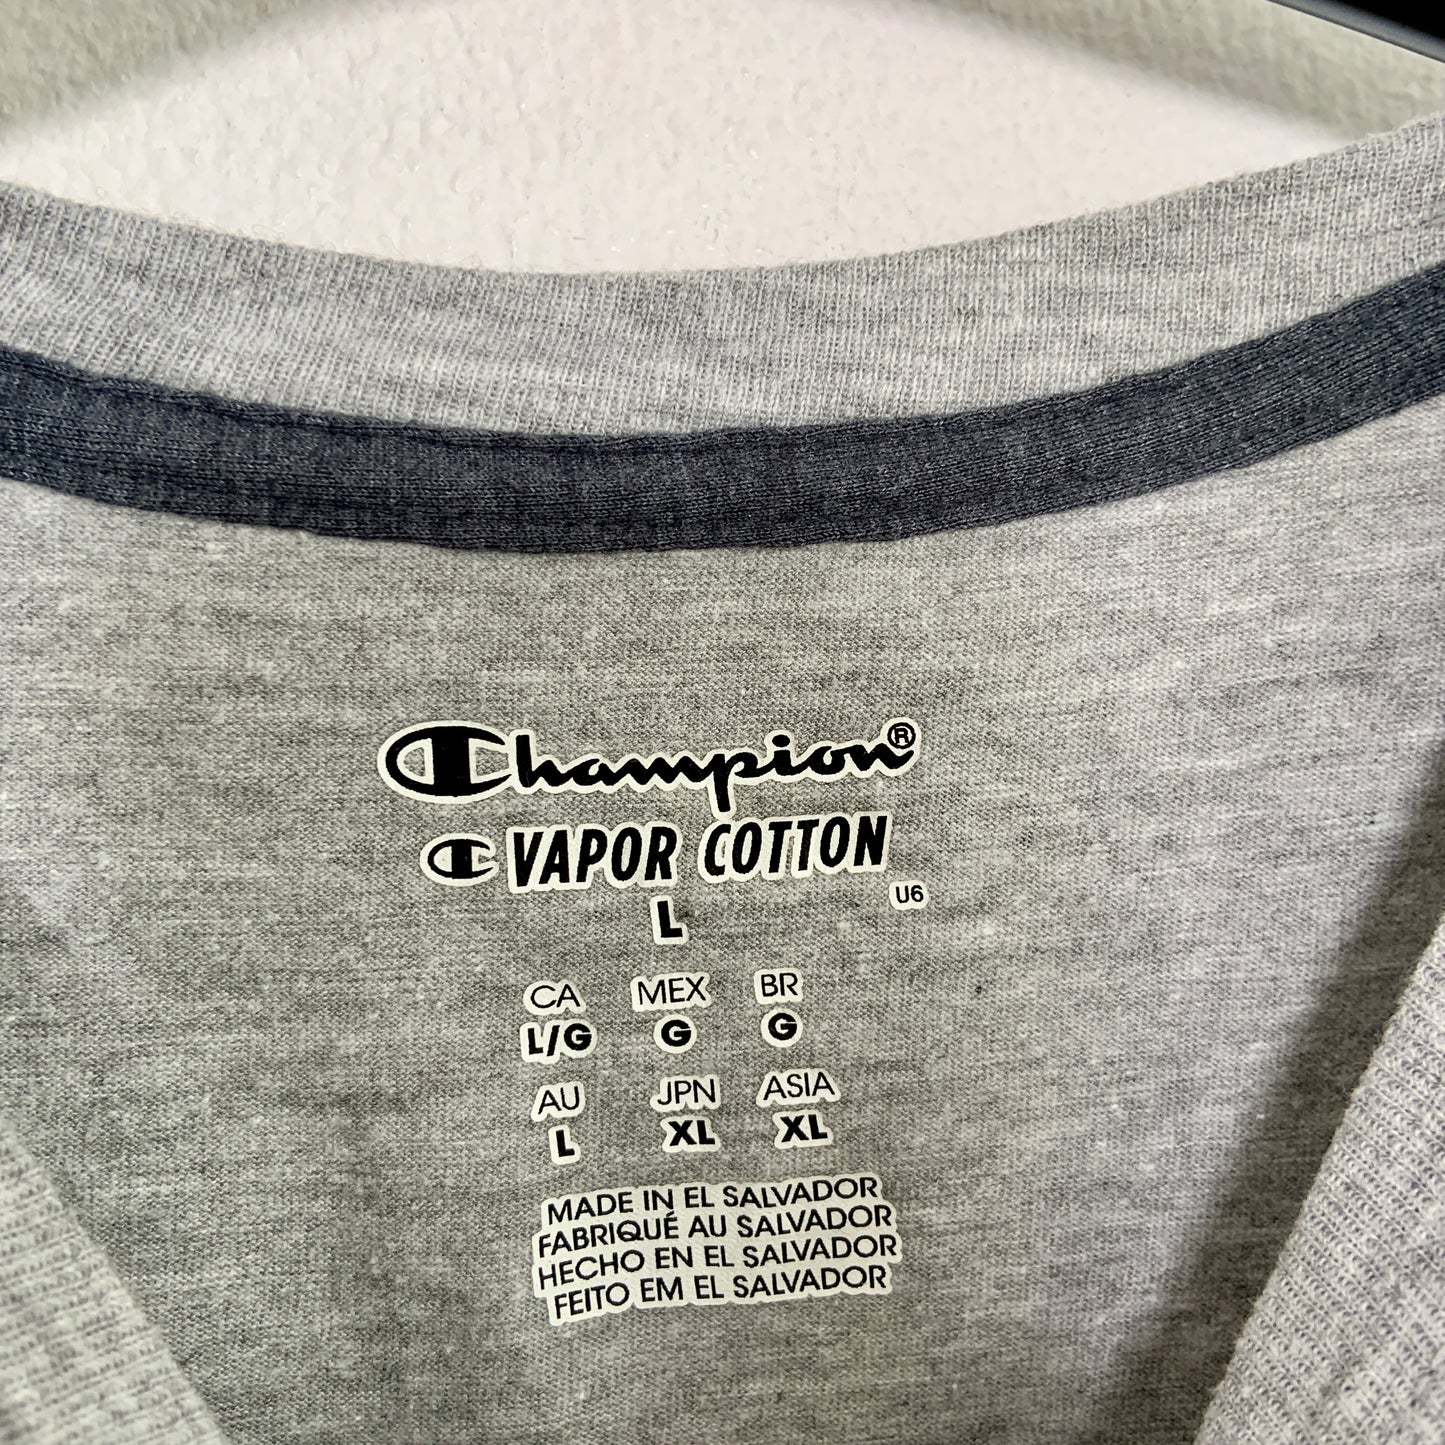 Champion®
C VAPOR COTTON
U6
L
CA MEX BR
L/G G G
AU JPN ASIA
L XL XL
MADE IN EL SALVADOR
FABRIQUÉ AU SALVADOR
HECHO EN EL SALVADOR
FEITO EM EL SALVADOR